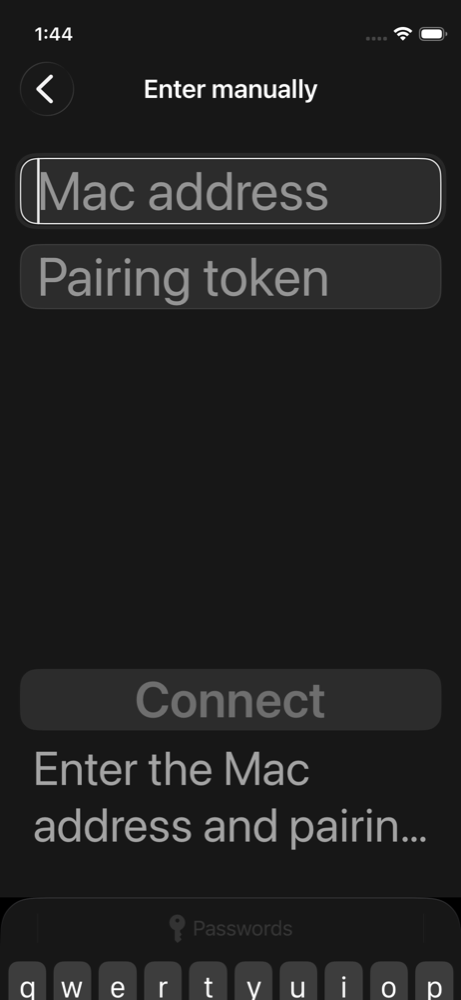 1:44
Enter manually
Mac address
Pairing token
Connect
Enter the Mac
address and pairin...
Passwords
q w e r t y u i o p